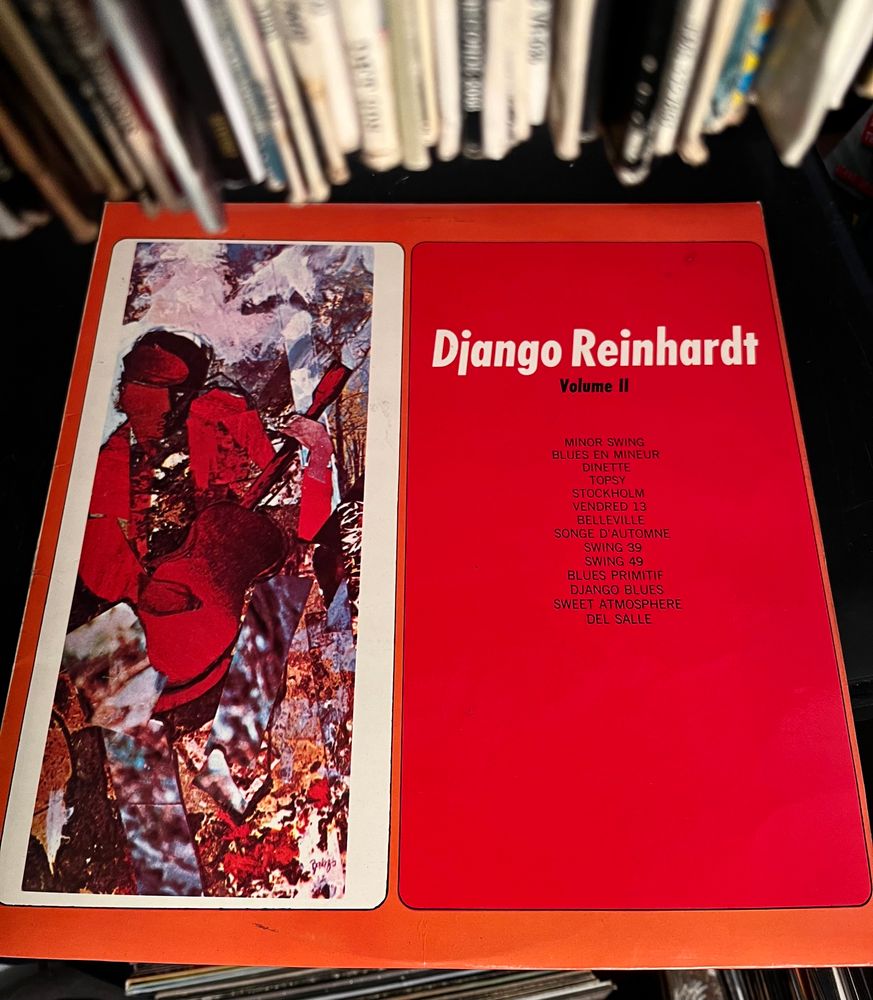 Django Reinhardt
Volume II
MINOR SWING
BLUES EN MINEUR
DINETTE
TOPSY
STOCKHOLM
VENDRED 13
BELLEVILLE
SONGE D'AUTOMNE
SWING 39
SWING 49
BLUES PRIMITIF
DJANGO BLUES
SWEET ATMOSPHERE
DEL SALLE